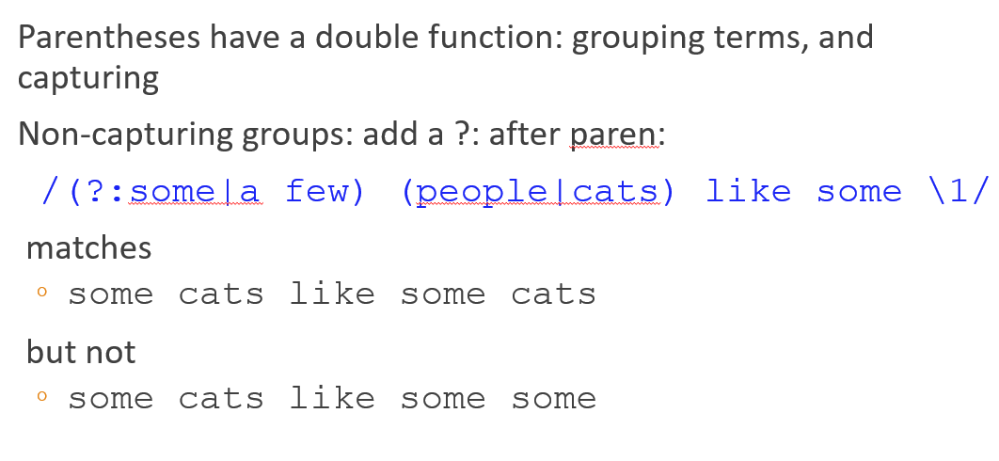 Parentheses have a double function: grouping terms, and
capturing
Non-capturing groups: add a ?: after paren:
/(?:some|a few) (people|cats) like some \1/
matches
◦ some cats like some cats
but not
◦ some cats like some some